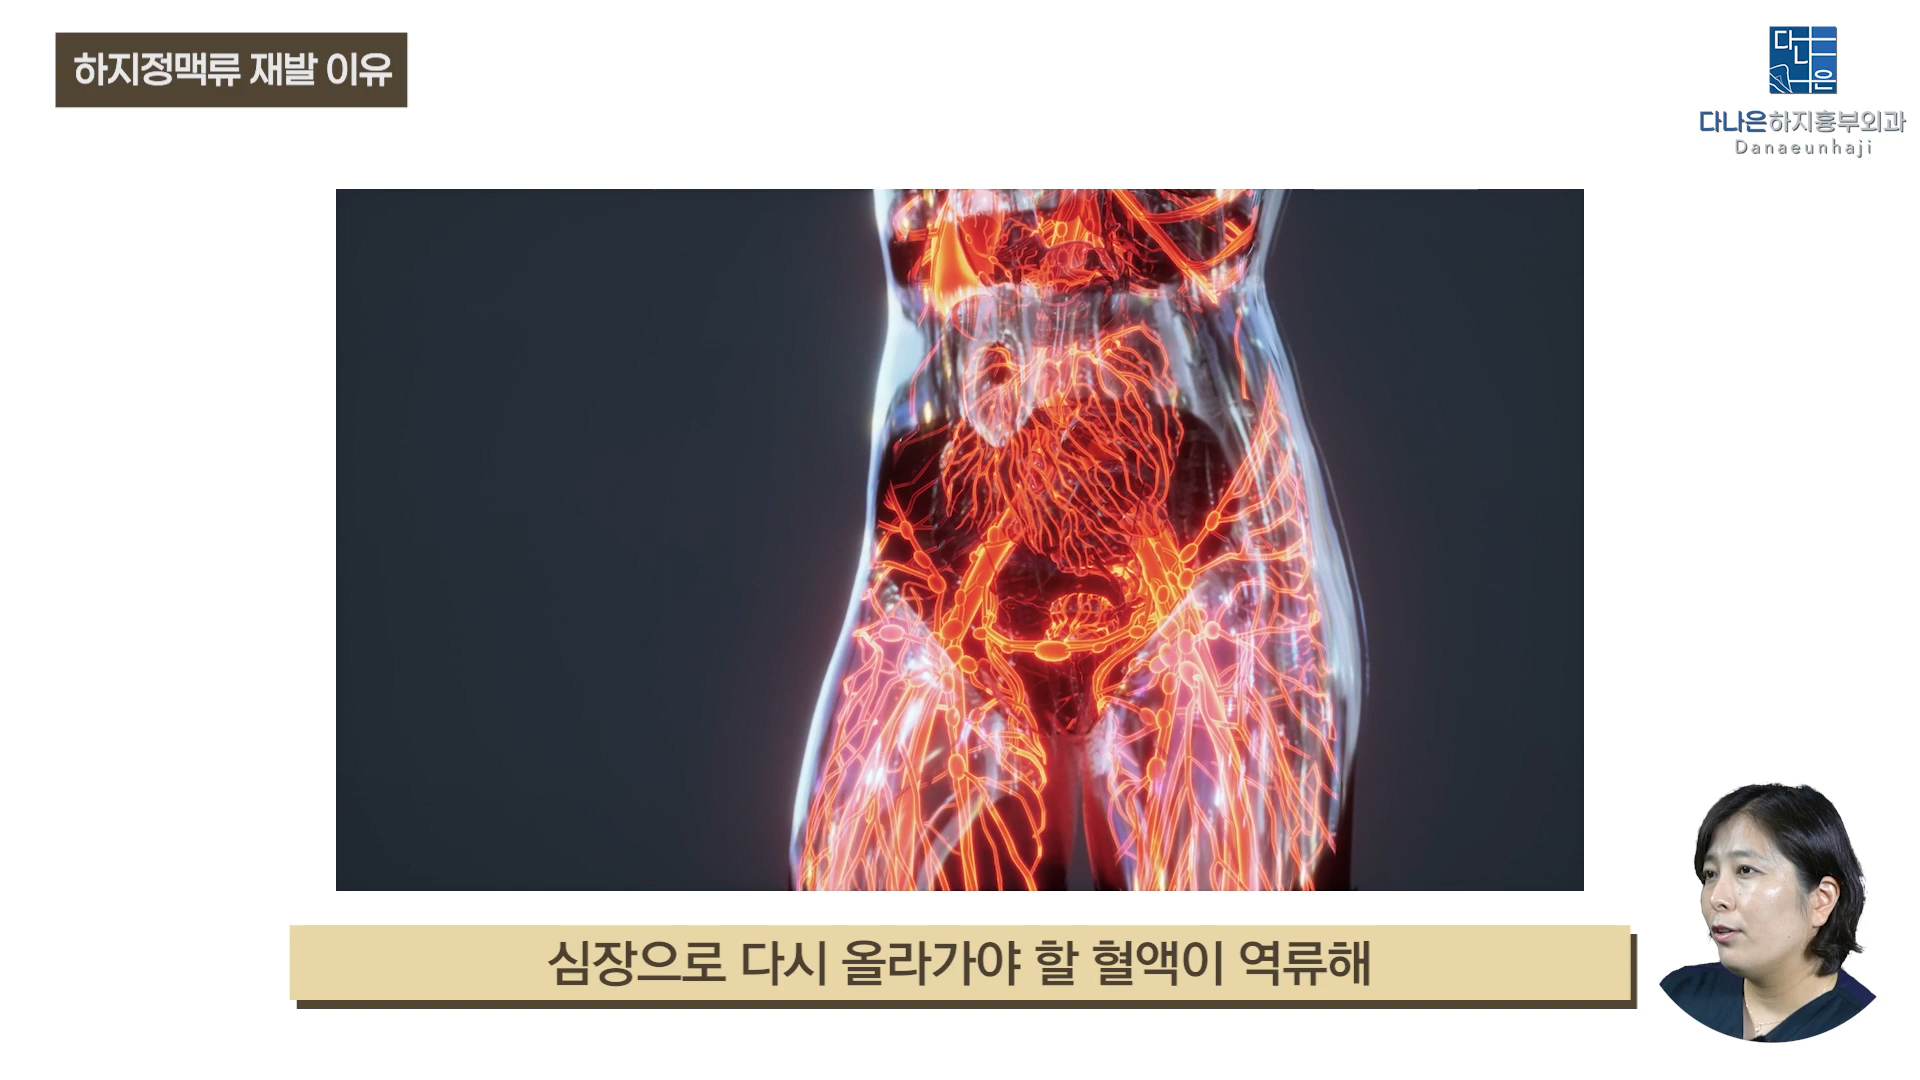 하지정맥류 재발 이유
다나은
다나은하지흉부외과
Danaeunhaji
심장으로 다시 올라가야 할 혈액이 역류해